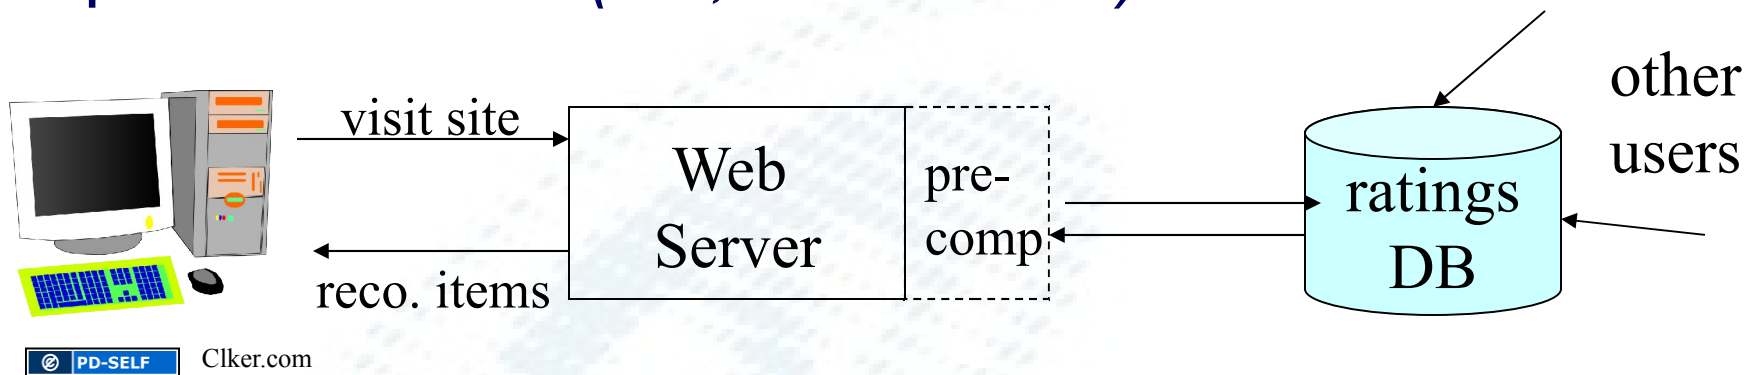 visit site
reco. items
Web
Server
pre-
comp
ratings
DB
other
users
PD-SELF
Clker.com